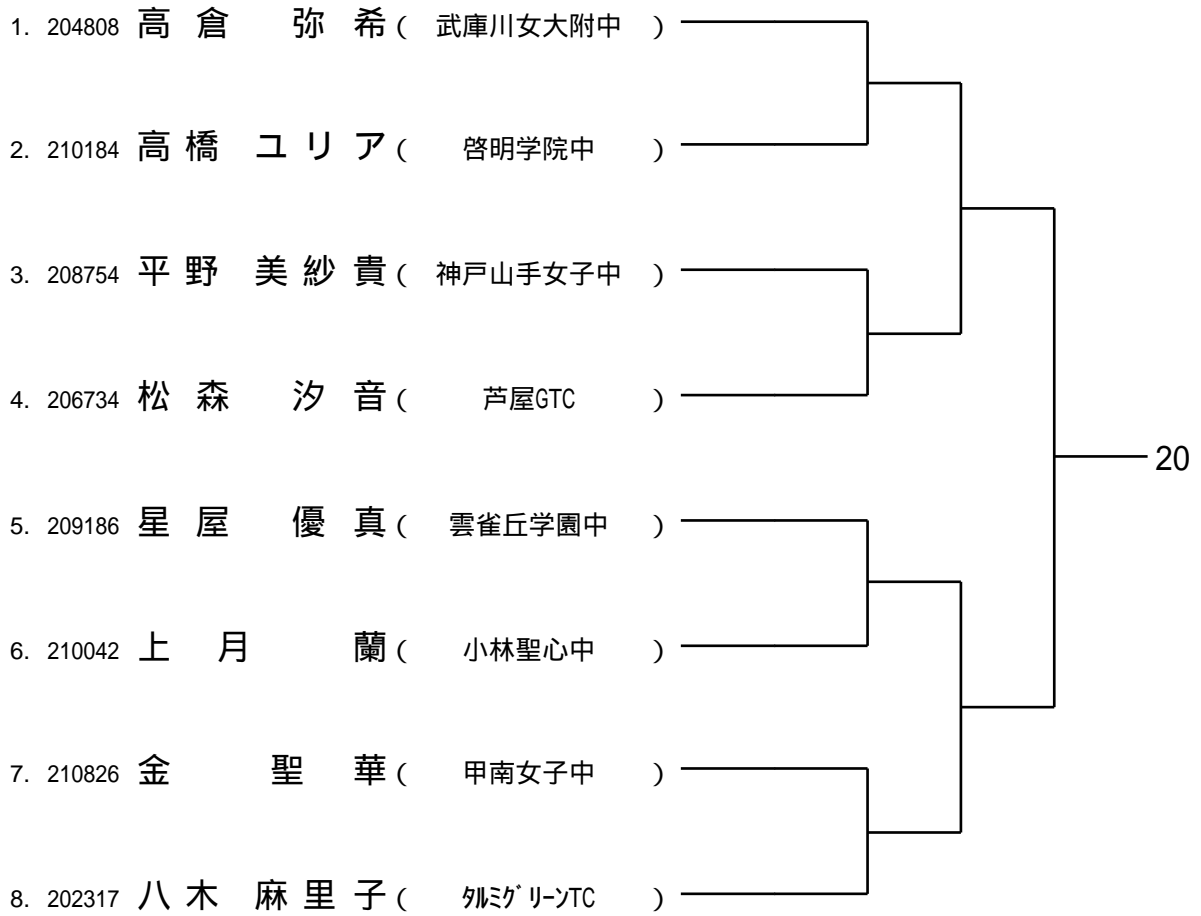 1. 204808 高倉 弥希( 武庫川女大附中 )
2. 210184 高橋 ユリア( 啓明学院中 )
3. 208754 平野 美紗貴( 神戸山手女子中 )
4. 206734 松森 汐音( 芦屋GTC )
20
5. 209186 星屋 優真( 雲雀丘学園中 )
6. 210042 上月 蘭( 小林聖心中 )
7. 210826 金 聖華( 甲南女子中 )
8. 202317 八木 麻里子( ﾀﾙﾐｸﾞﾘｰﾝTC )